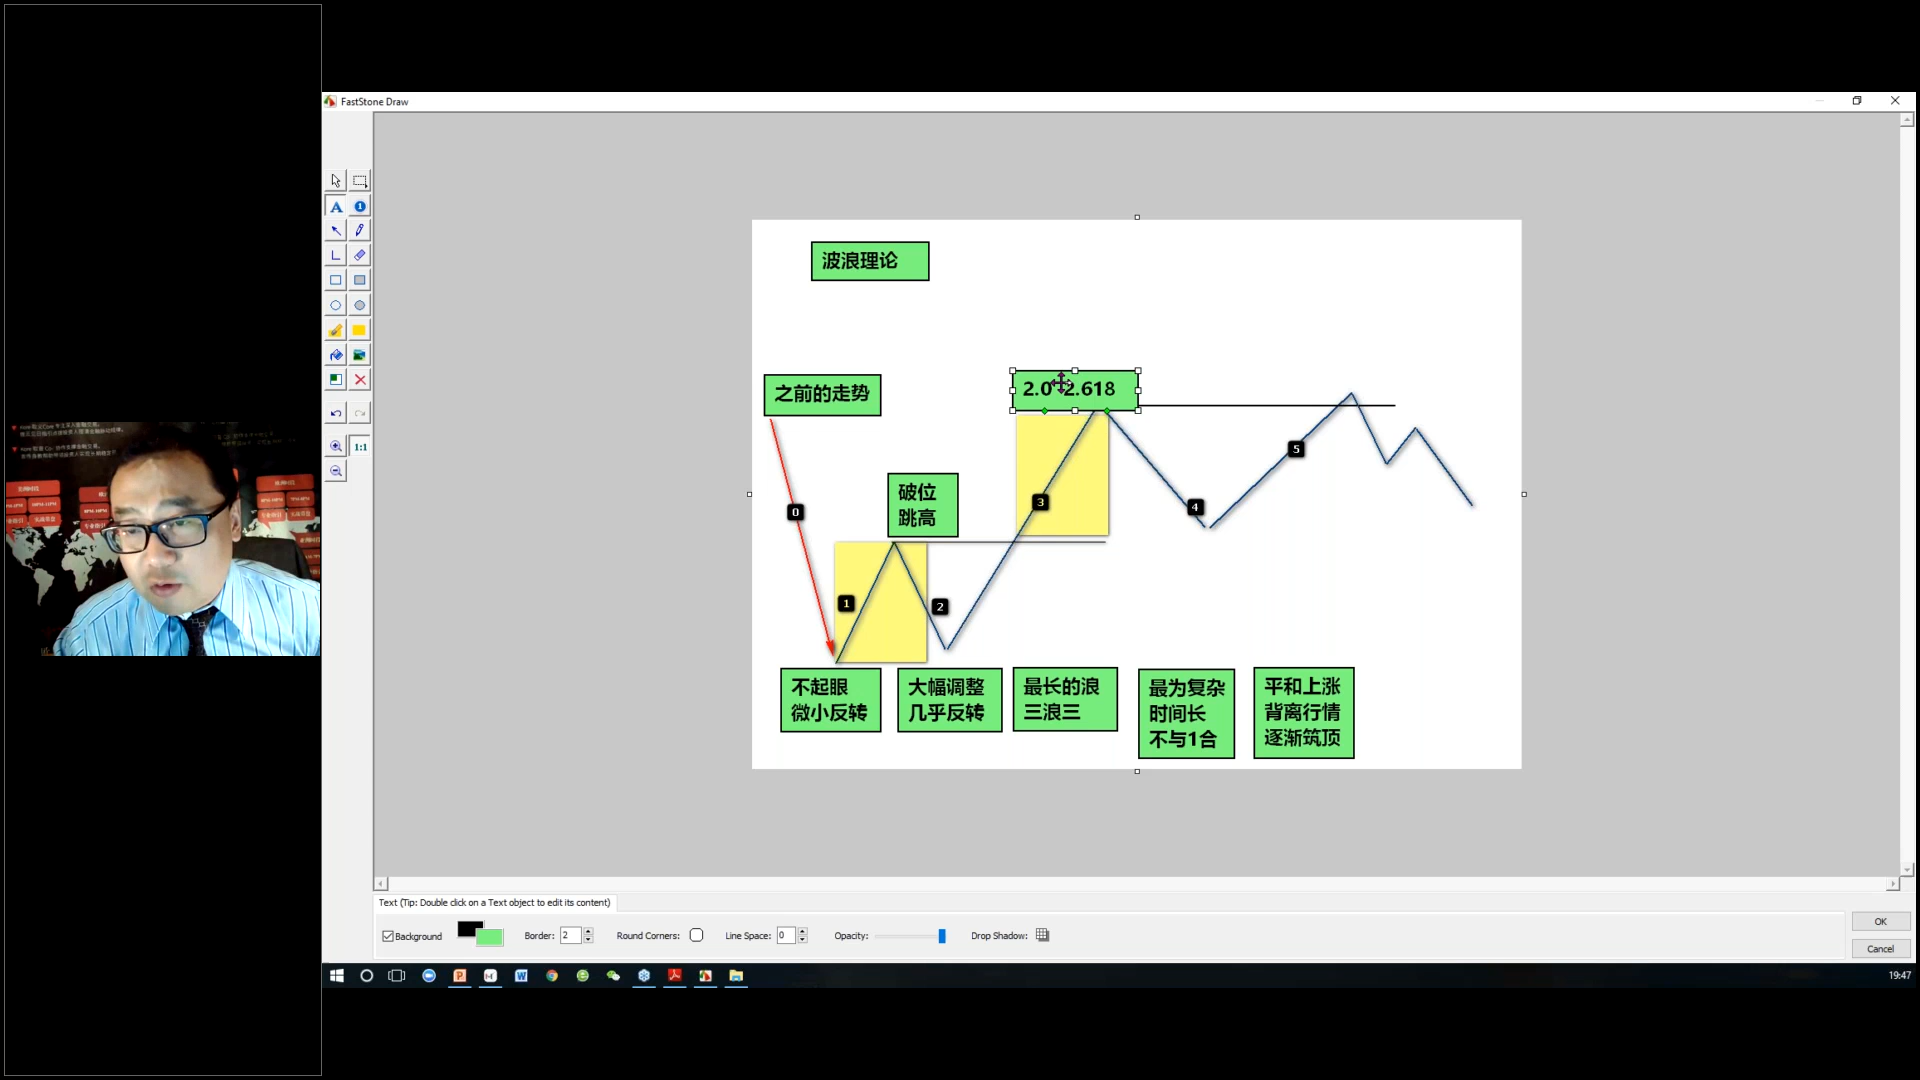 FastStone Draw
波浪理论
之前的走势
2.0-2.618
破位
跳高
0
1
2
3
4
5
不起眼
微小反转
大幅调整
几乎反转
最长的浪
三浪三
最为复杂
时间长
不与1合
平和上涨
背离行情
逐渐筑顶
1:1
Text (Tip: Double click on a Text object to edit its content)
Background
Border: 2
Round Corners:
Line Space: 0
Opacity:
Drop Shadow:
OK
Cancel
19:47